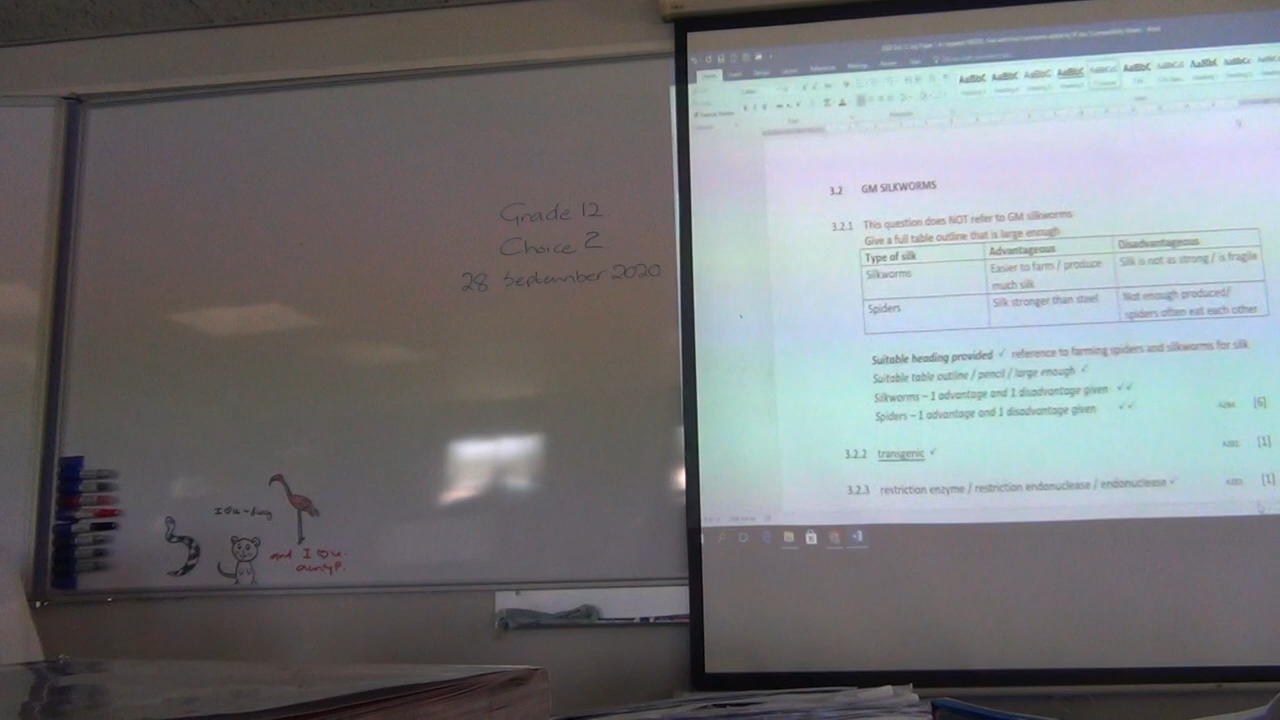 Grade 12
Choice 2
28 September 2020
I ♡ u - duey
and I ♡ u.
aunty P.
3.2 GM SILKWORMS
3.2.1 This question does NOT refer to GM silkworms
Give a full table outline that is large enough
Type of silk Advantageous Disadvantageous
Silkworms Easier to farm / produce much silk Silk is not as strong / is fragile
Spiders Silk stronger than steel Not enough produced/ spiders often eat each other
Suitable heading provided ✓ reference to farming spiders and silkworms for silk
Suitable table outline / pencil / large enough ✓
Silkworms – 1 advantage and 1 disadvantage given ✓✓
Spiders – 1 advantage and 1 disadvantage given ✓✓ [6]
3.2.2 transgenic ✓ [1]
3.2.3 restriction enzyme / restriction endonuclease / endonuclease ✓ [1]